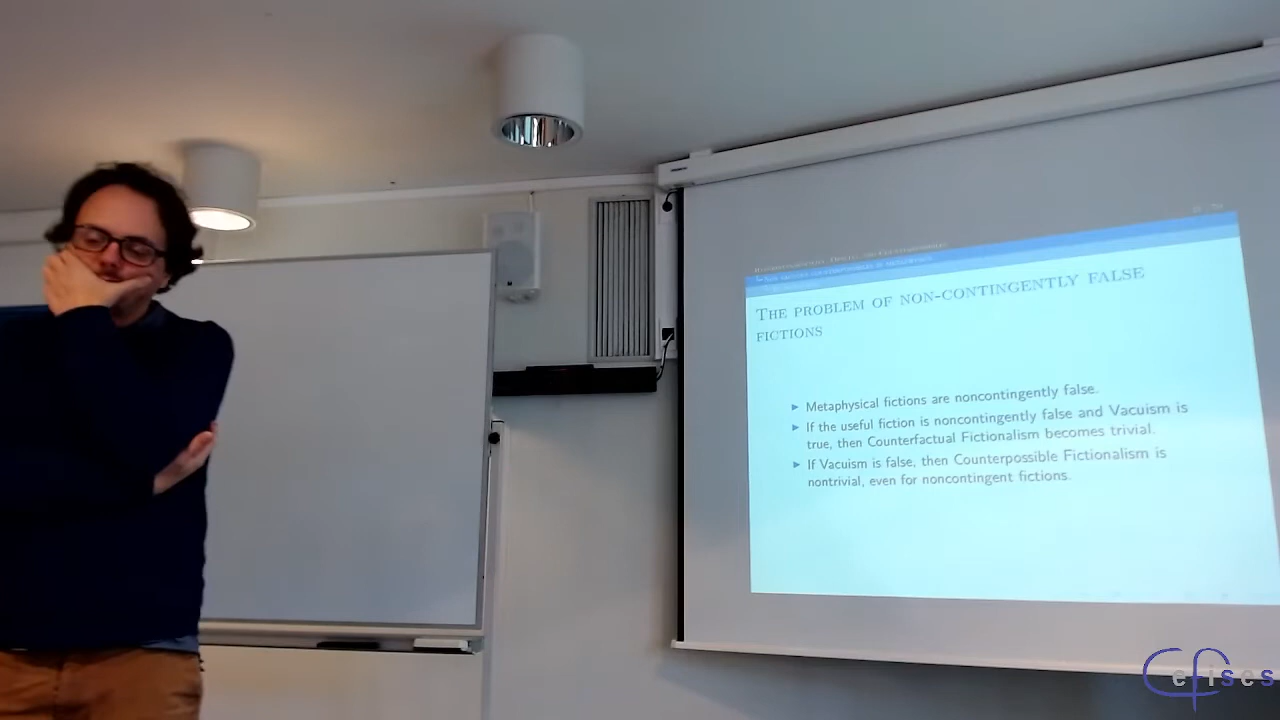 THE PROBLEM OF NON-CONTINGENTLY FALSE
FICTIONS
Metaphysical fictions are noncontingently false.
If the useful fiction is noncontingently false and Vacuism is
true, then Counterfactual Fictionalism becomes trivial.
If Vacuism is false, then Counterpossible Fictionalism is
nontrivial, even for noncontingent fictions.
Cefises